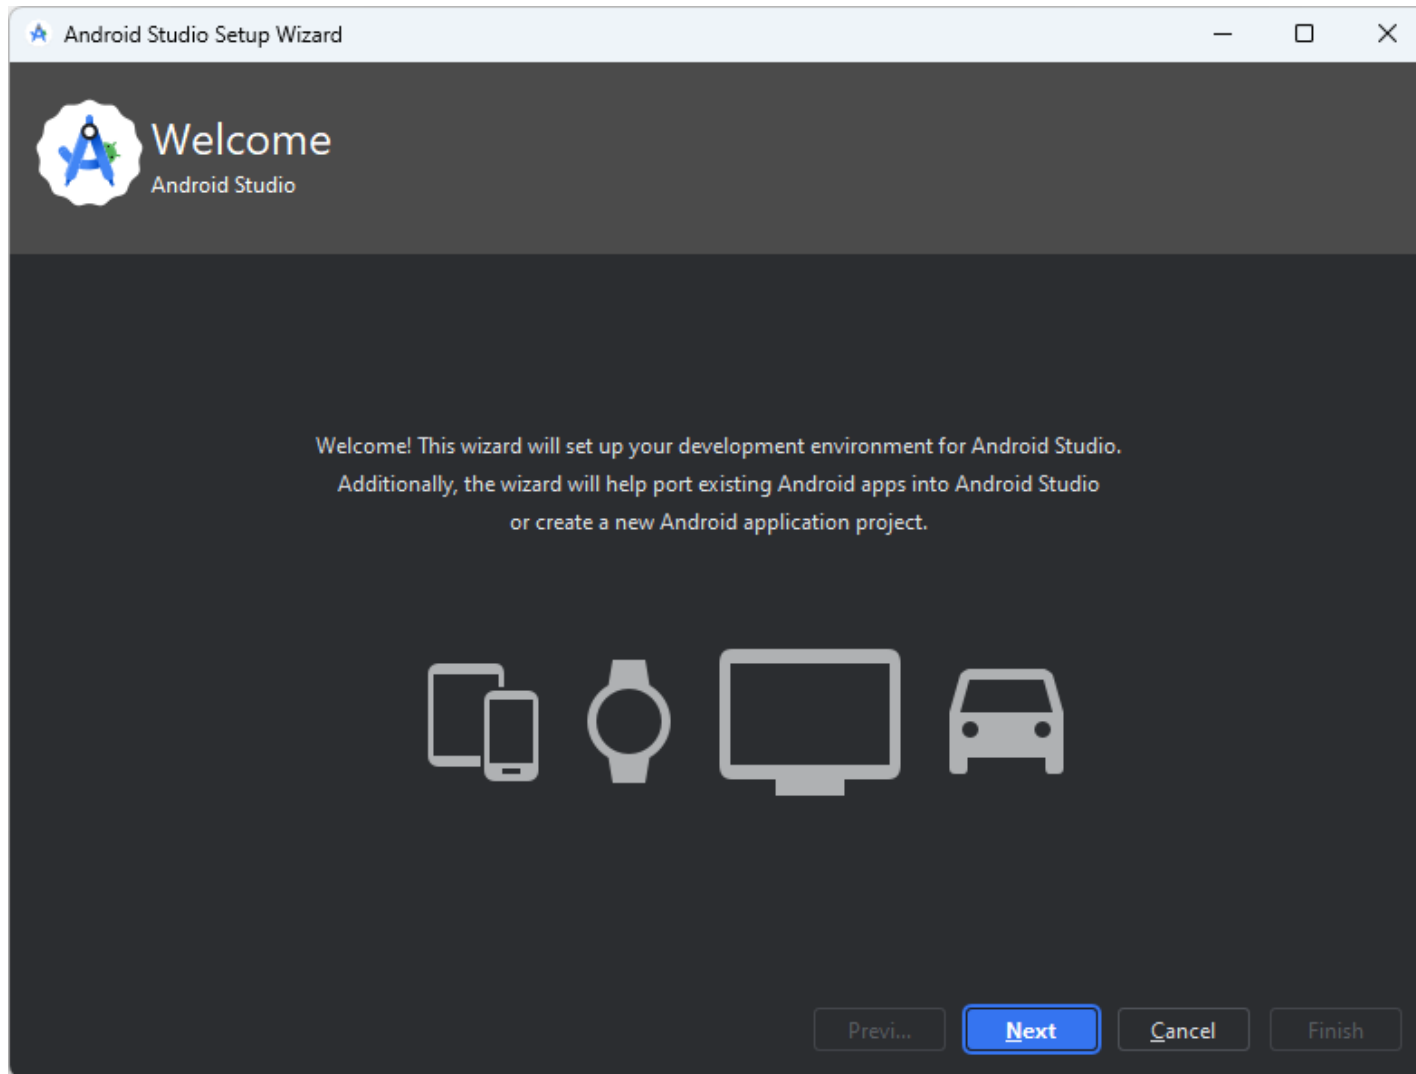 Android Studio Setup Wizard
Welcome
Android Studio
Welcome! This wizard will set up your development environment for Android Studio.
Additionally, the wizard will help port existing Android apps into Android Studio
or create a new Android application project.
Previ... Next Cancel Finish